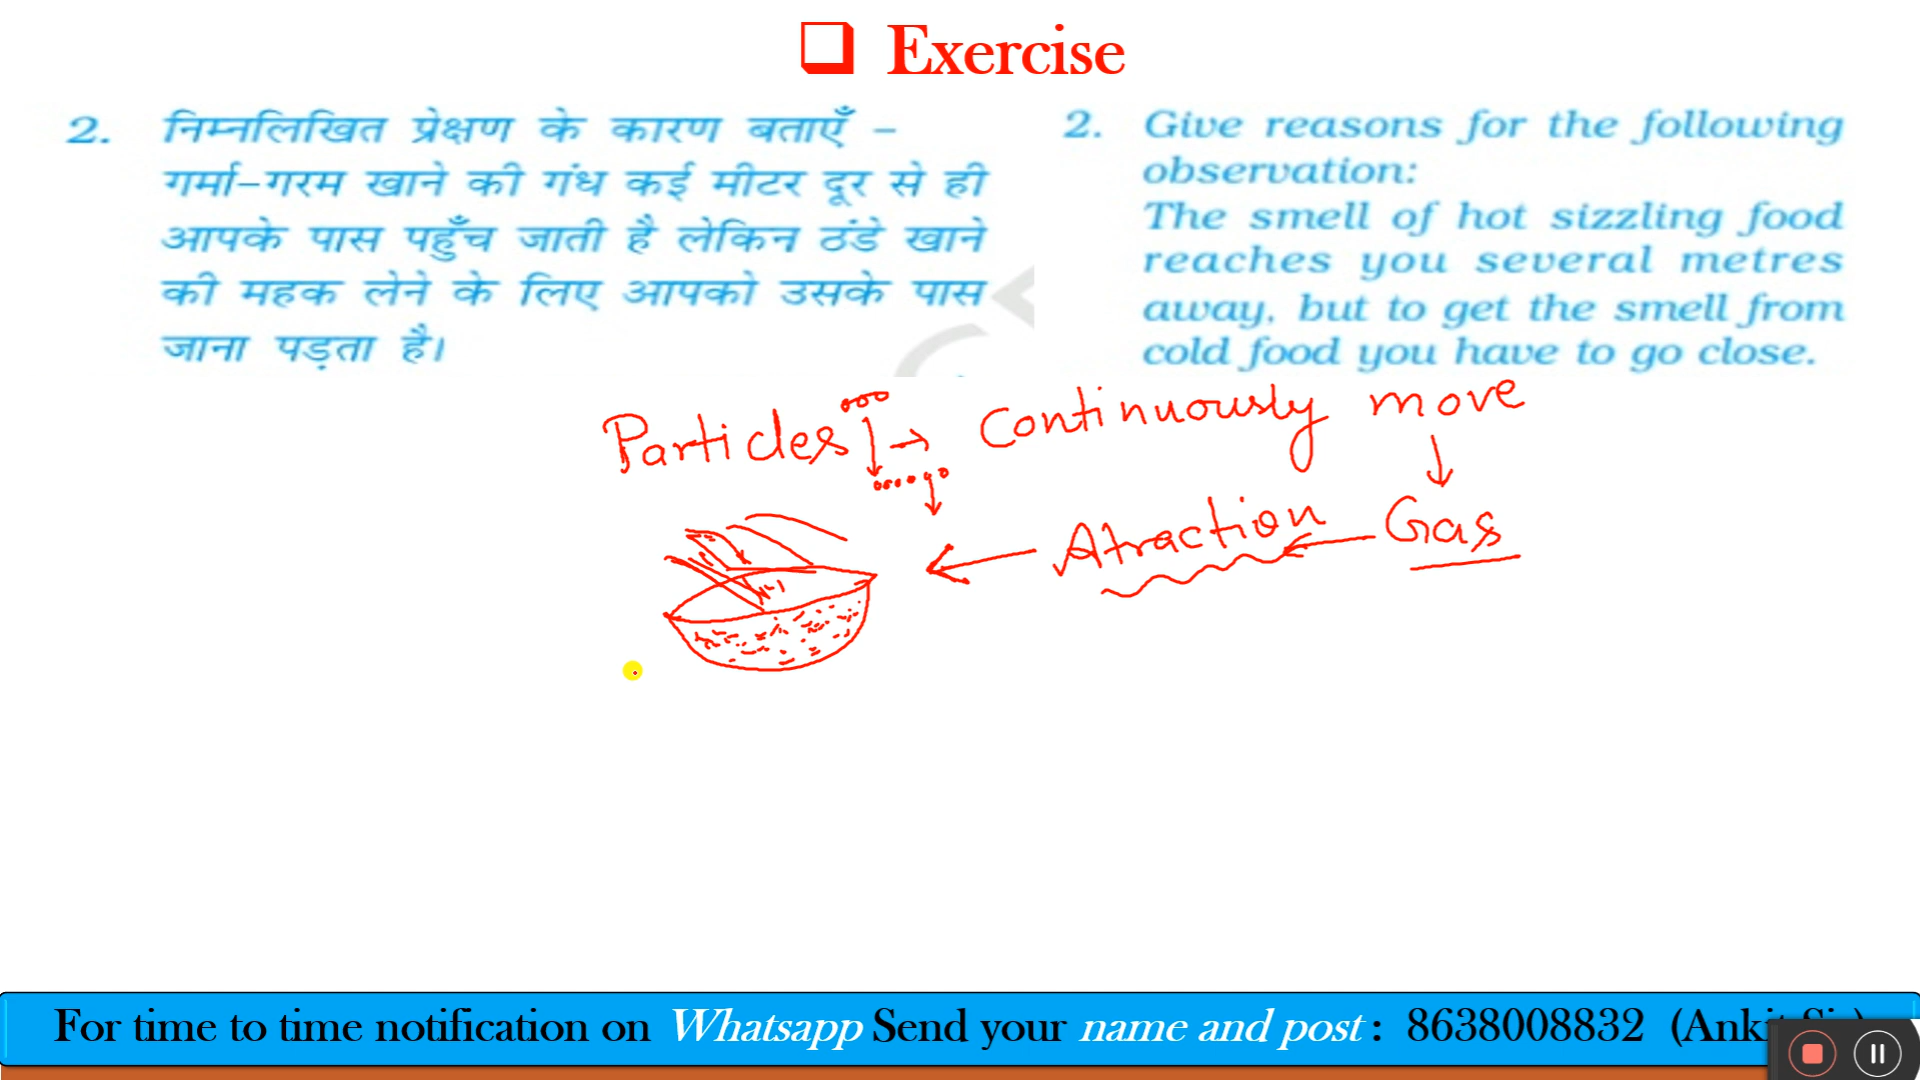 Exercise
2. निम्नलिखित प्रेक्षण के कारण बताएँ –
गर्मा-गरम खाने की गंध कई मीटर दूर से ही
आपके पास पहुँच जाती है लेकिन ठंडे खाने
की महक लेने के लिए आपको उसके पास
जाना पड़ता है।
2. Give reasons for the following
observation:
The smell of hot sizzling food
reaches you several metres
away, but to get the smell from
cold food you have to go close.
Particles → Continuously move
Atraction ← Gas
For time to time notification on Whatsapp Send your name and post : 8638008832 (Ankit Sir)